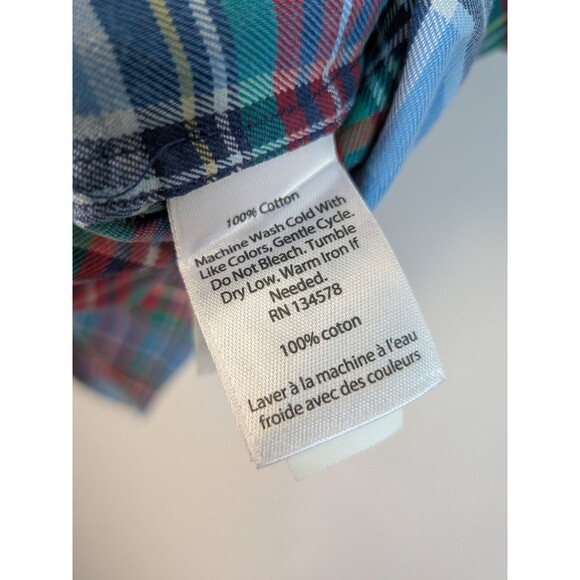 100% Cotton
Machine Wash Cold With
Like Colors, Gentle Cycle.
Do Not Bleach. Tumble
Dry Low. Warm Iron If
Needed.
RN 134578
100% coton
Laver à la machine à l'eau
froide avec des couleurs